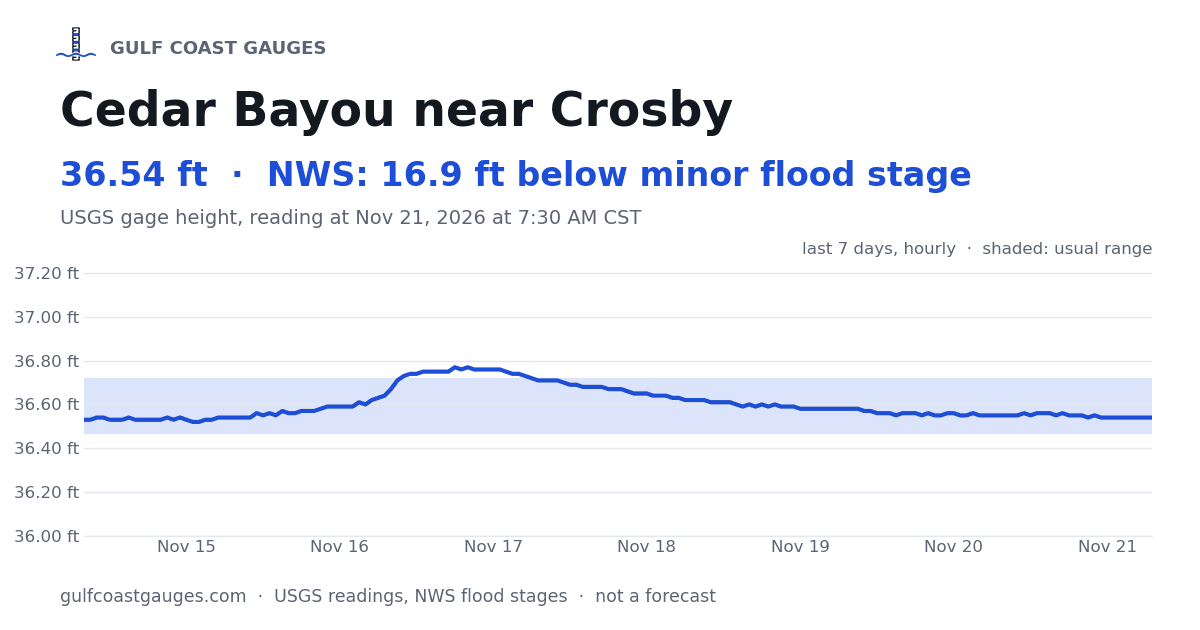 GULF COAST GAUGES
Cedar Bayou near Crosby
36.54 ft · NWS: 16.9 ft below minor flood stage
USGS gage height, reading at Nov 21, 2026 at 7:30 AM CST
last 7 days, hourly · shaded: usual range
37.20 ft
37.00 ft
36.80 ft
36.60 ft
36.40 ft
36.20 ft
36.00 ft
Nov 15 Nov 16 Nov 17 Nov 18 Nov 19 Nov 20 Nov 21
gulfcoastgauges.com · USGS readings, NWS flood stages · not a forecast